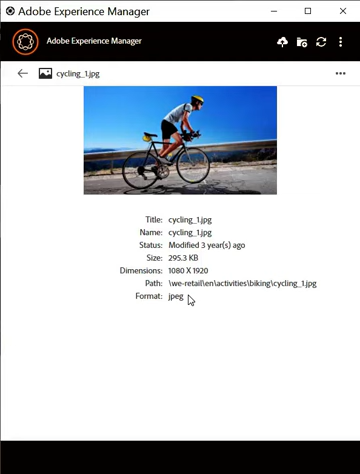 Adobe Experience Manager
Adobe Experience Manager
cycling_1.jpg
Title: cycling_1.jpg
Name: cycling_1.jpg
Status: Modified 3 year(s) ago
Size: 295.3 KB
Dimensions: 1080 X 1920
Path: \we-retail\en\activities\biking\cycling_1.jpg
Format: jpeg